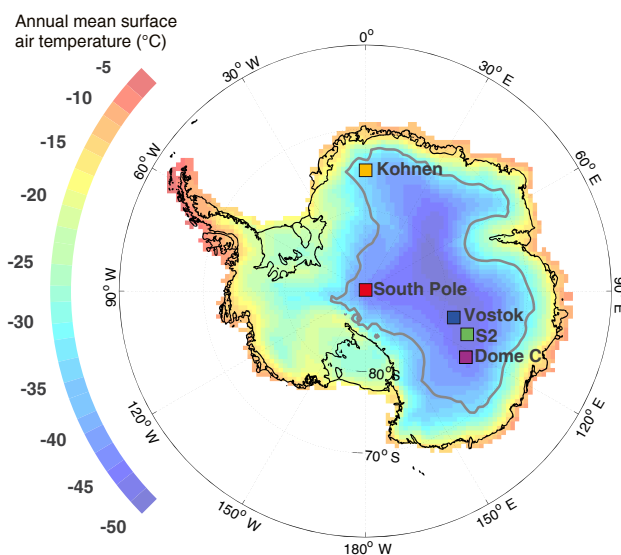 Annual mean surface
air temperature (°C)
-5
-10
-15
-20
-25
-30
-35
-40
-45
-50
0°
30° E
60° E
90° E
120° E
150° E
180° W
150° W
120° W
90° W
60° W
30° W
Kohnen
South Pole
Vostok
S2
Dome C
80° S
70° S